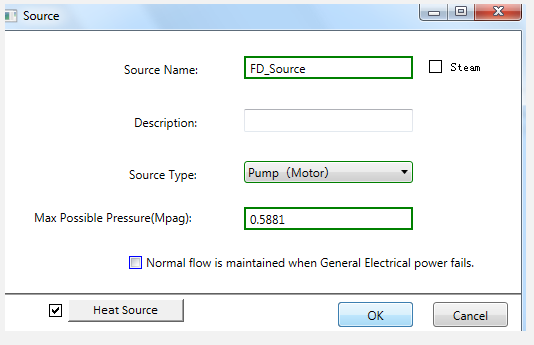 Source
Source Name: FD_Source Steam
Description:
Source Type: Pump（Motor）
Max Possible Pressure(Mpag): 0.5881
Normal flow is maintained when General Electrical power fails.
Heat Source OK Cancel